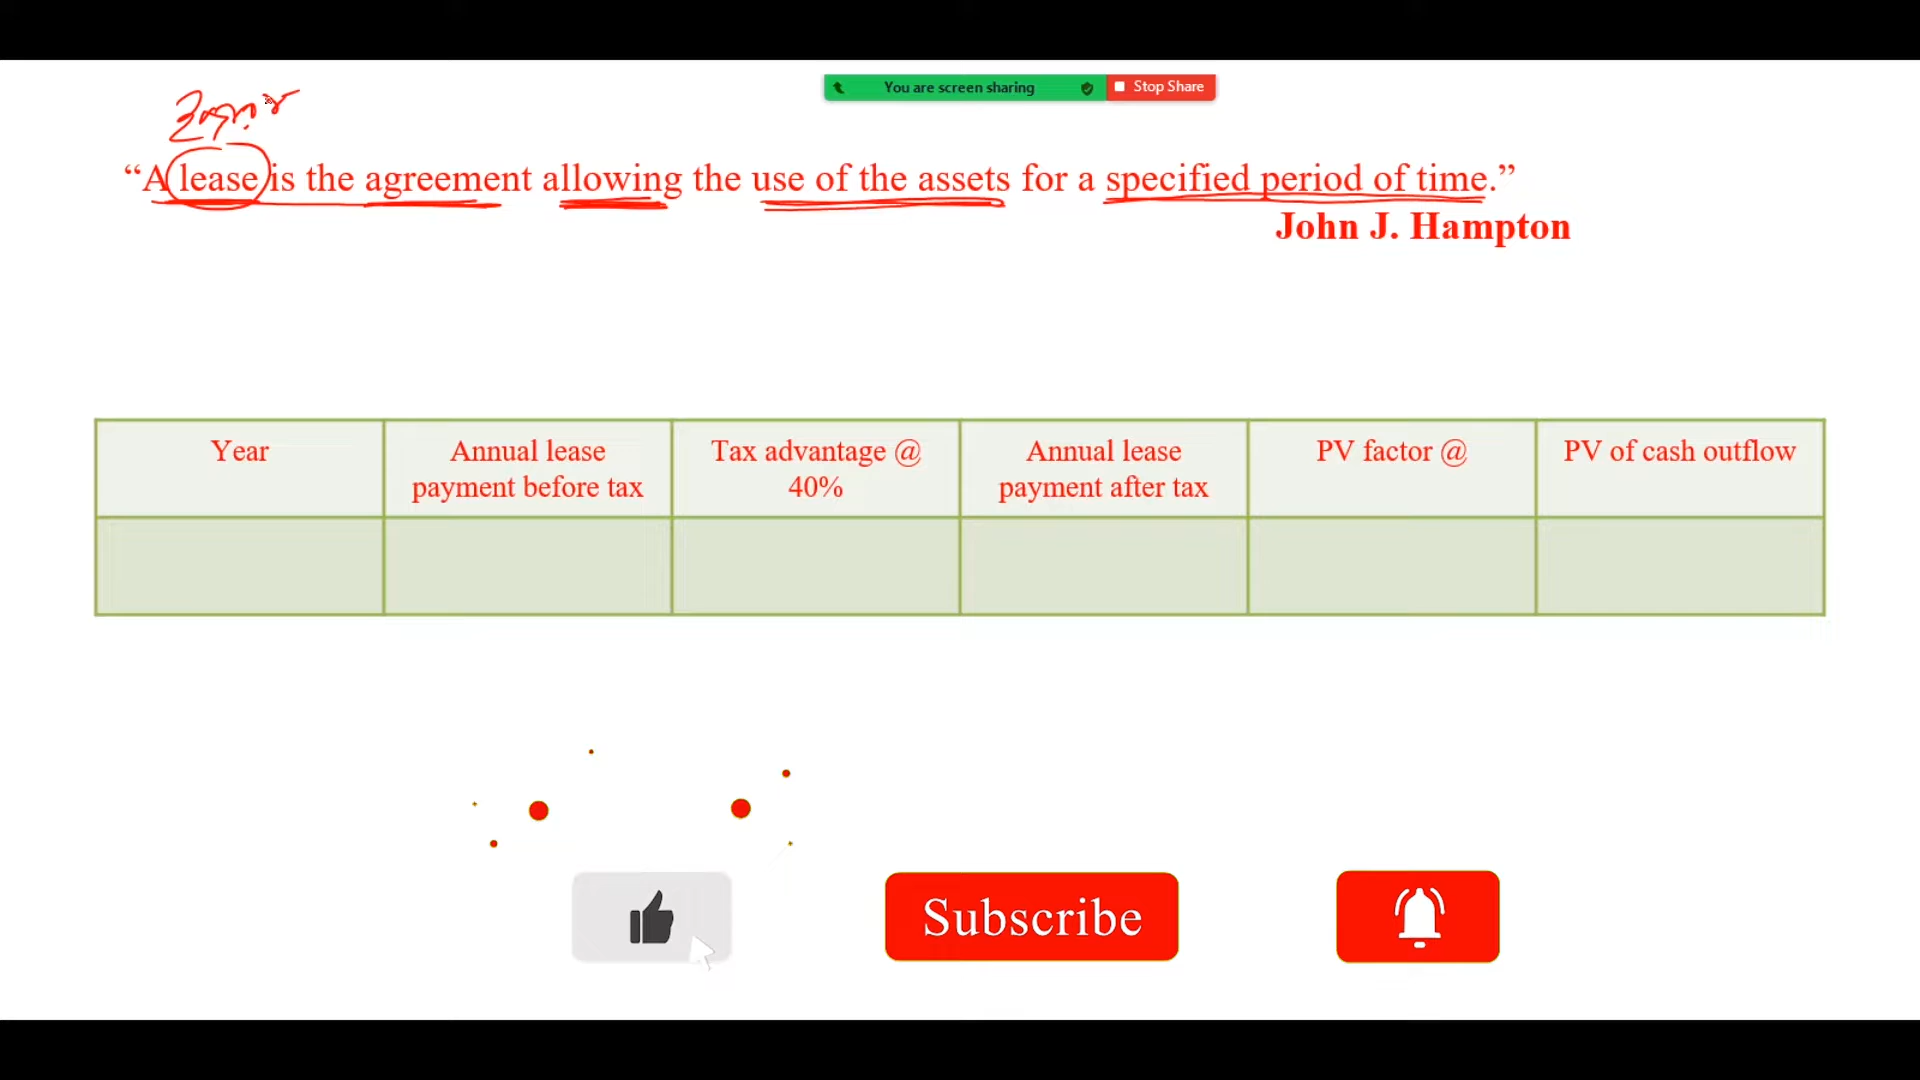 You are screen sharing
Stop Share
“A lease is the agreement allowing the use of the assets for a specified period of time.”
John J. Hampton
Year
Annual lease
payment before tax
Tax advantage @
40%
Annual lease
payment after tax
PV factor @
PV of cash outflow
Subscribe